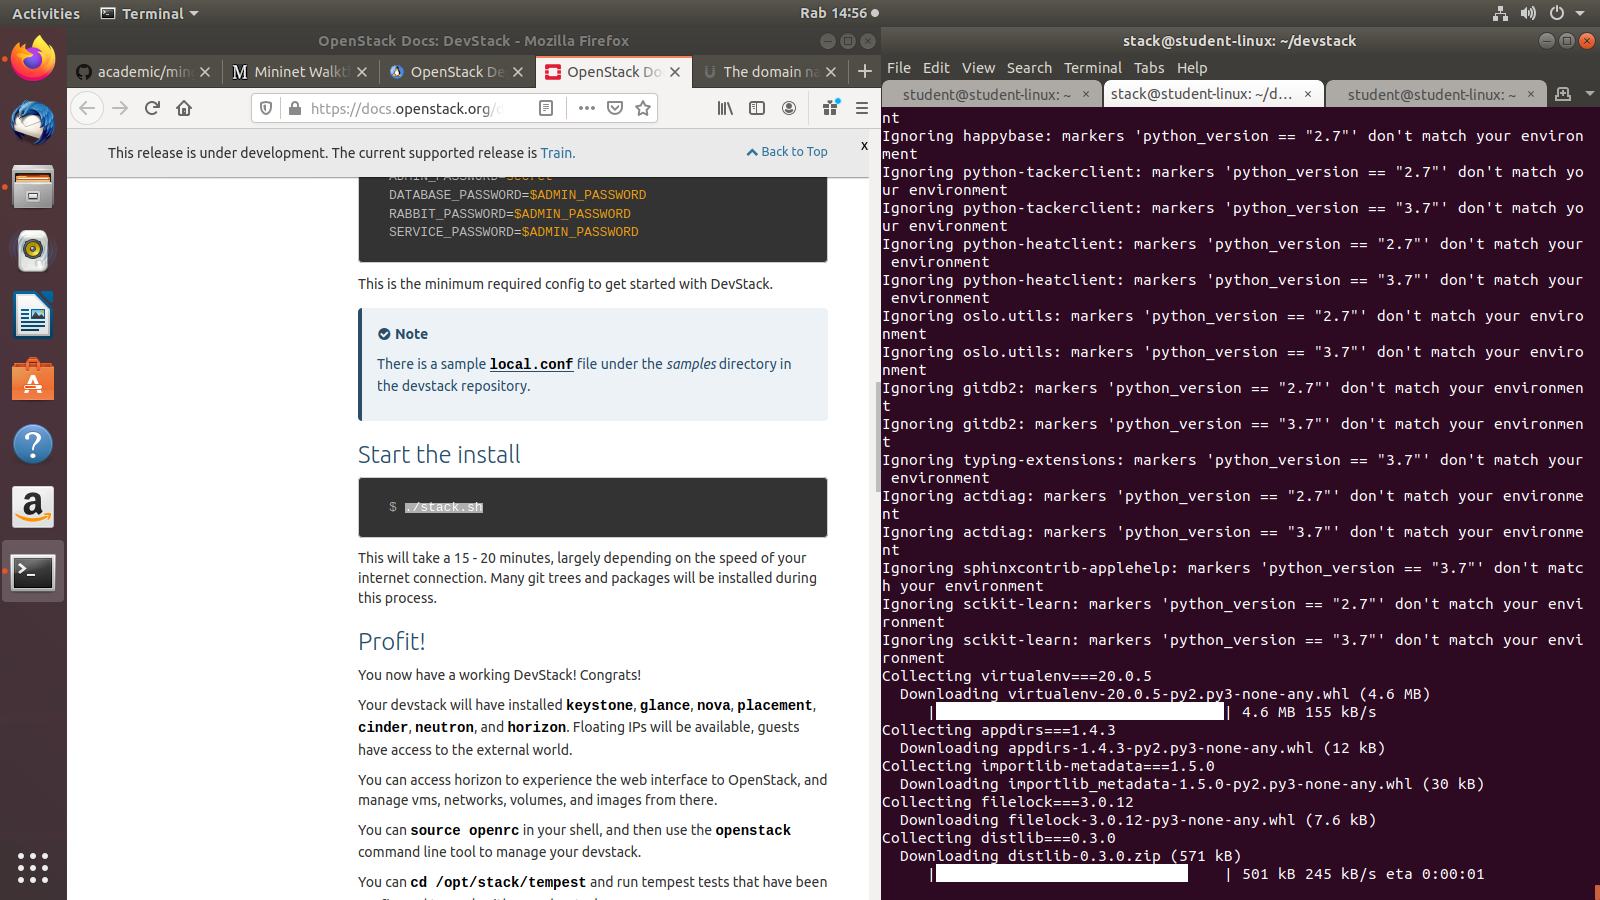 Activities
Terminal
Rab 14:56
OpenStack Docs: DevStack - Mozilla Firefox
academic/min
Mininet Walkt
OpenStack De
OpenStack Do
The domain na
https://docs.openstack.org/
This release is under development. The current supported release is Train.
Back to Top
x
ADMIN_PASSWORD=secret
DATABASE_PASSWORD=$ADMIN_PASSWORD
RABBIT_PASSWORD=$ADMIN_PASSWORD
SERVICE_PASSWORD=$ADMIN_PASSWORD
This is the minimum required config to get started with DevStack.
Note
There is a sample local.conf file under the samples directory in
the devstack repository.
Start the install
$ ./stack.sh
This will take a 15 - 20 minutes, largely depending on the speed of your
internet connection. Many git trees and packages will be installed during
this process.
Profit!
You now have a working DevStack! Congrats!
Your devstack will have installed keystone, glance, nova, placement,
cinder, neutron, and horizon. Floating IPs will be available, guests
have access to the external world.
You can access horizon to experience the web interface to OpenStack, and
manage vms, networks, volumes, and images from there.
You can source openrc in your shell, and then use the openstack
command line tool to manage your devstack.
You can cd /opt/stack/tempest and run tempest tests that have been
stack@student-linux: ~/devstack
File Edit View Search Terminal Tabs Help
student@student-linux: ~
stack@student-linux: ~/d...
student@student-linux: ~
nt
Ignoring happybase: markers 'python_version == "2.7"' don't match your environ
ment
Ignoring python-tackerclient: markers 'python_version == "2.7"' don't match yo
ur environment
Ignoring python-tackerclient: markers 'python_version == "3.7"' don't match yo
ur environment
Ignoring python-heatclient: markers 'python_version == "2.7"' don't match your
environment
Ignoring python-heatclient: markers 'python_version == "3.7"' don't match your
environment
Ignoring oslo.utils: markers 'python_version == "2.7"' don't match your enviro
nment
Ignoring oslo.utils: markers 'python_version == "3.7"' don't match your enviro
nment
Ignoring gitdb2: markers 'python_version == "2.7"' don't match your environmen
t
Ignoring gitdb2: markers 'python_version == "3.7"' don't match your environmen
t
Ignoring typing-extensions: markers 'python_version == "3.7"' don't match your
environment
Ignoring actdiag: markers 'python_version == "2.7"' don't match your environme
nt
Ignoring actdiag: markers 'python_version == "3.7"' don't match your environme
nt
Ignoring sphinxcontrib-applehelp: markers 'python_version == "3.7"' don't matc
h your environment
Ignoring scikit-learn: markers 'python_version == "2.7"' don't match your envi
ronment
Ignoring scikit-learn: markers 'python_version == "3.7"' don't match your envi
ronment
Collecting virtualenv===20.0.5
Downloading virtualenv-20.0.5-py2.py3-none-any.whl (4.6 MB)
| | 4.6 MB 155 kB/s
Collecting appdirs===1.4.3
Downloading appdirs-1.4.3-py2.py3-none-any.whl (12 kB)
Collecting importlib-metadata===1.5.0
Downloading importlib_metadata-1.5.0-py2.py3-none-any.whl (30 kB)
Collecting filelock===3.0.12
Downloading filelock-3.0.12-py3-none-any.whl (7.6 kB)
Collecting distlib===0.3.0
Downloading distlib-0.3.0.zip (571 kB)
| | 501 kB 245 kB/s eta 0:00:01